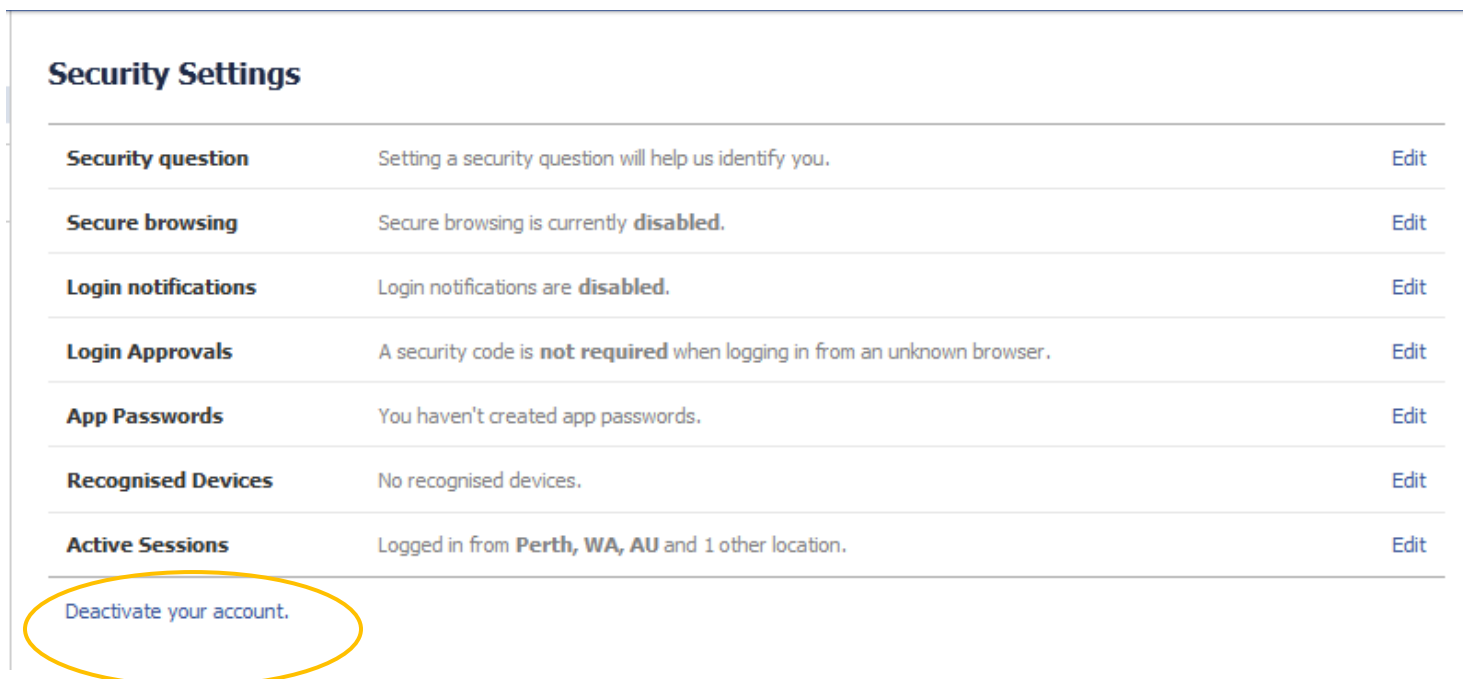 Security Settings
Security question Setting a security question will help us identify you. Edit
Secure browsing Secure browsing is currently disabled. Edit
Login notifications Login notifications are disabled. Edit
Login Approvals A security code is not required when logging in from an unknown browser. Edit
App Passwords You haven't created app passwords. Edit
Recognised Devices No recognised devices. Edit
Active Sessions Logged in from Perth, WA, AU and 1 other location. Edit
Deactivate your account.